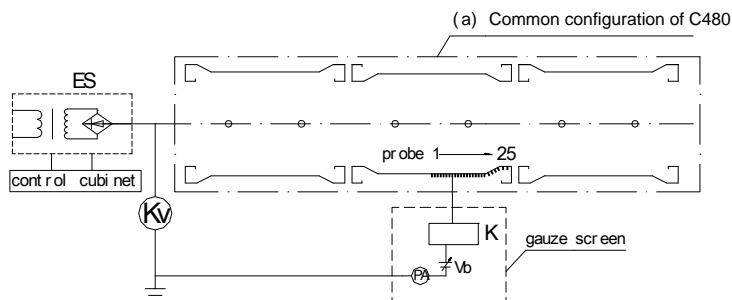 (a) Common configuration of C480
ES
probe 1 25
control cubinet
Kv
K
gauze screen
Vb
PA